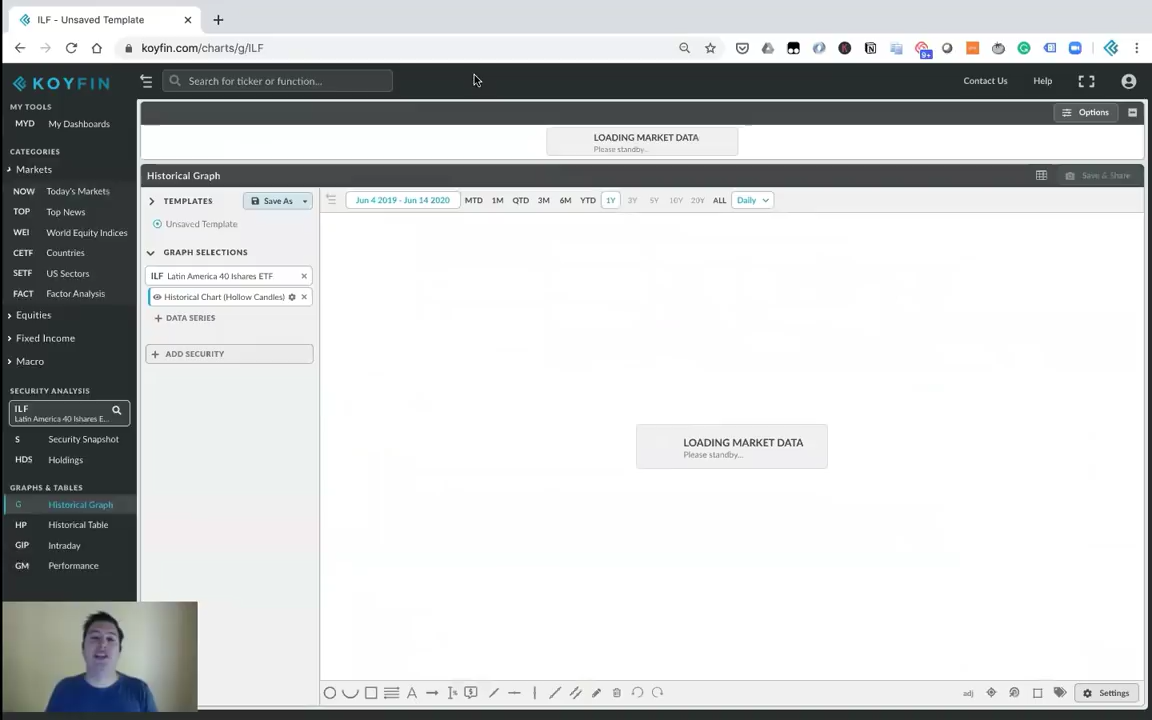 ILF - Unsaved Template
koyfin.com/charts/g/ILF
9+
KOYFIN
Search for ticker or function...
Contact Us
Help
MY TOOLS
MYD My Dashboards
CATEGORIES
Markets
NOW Today's Markets
TOP Top News
WEI World Equity Indices
CETF Countries
SETF US Sectors
FACT Factor Analysis
Equities
Fixed Income
Macro
SECURITY ANALYSIS
ILF
Latin America 40 Ishares E...
S Security Snapshot
HDS Holdings
GRAPHS & TABLES
G Historical Graph
HP Historical Table
GIP Intraday
GM Performance
Options
LOADING MARKET DATA
Please standby...
Historical Graph
Save & Share
TEMPLATES
Save As
Unsaved Template
GRAPH SELECTIONS
ILF Latin America 40 Ishares ETF
Historical Chart (Hollow Candles)
DATA SERIES
ADD SECURITY
Jun 4 2019 - Jun 14 2020 MTD 1M QTD 3M 6M YTD 1Y 3Y 5Y 10Y 20Y ALL Daily
LOADING MARKET DATA
Please standby...
adj
Settings